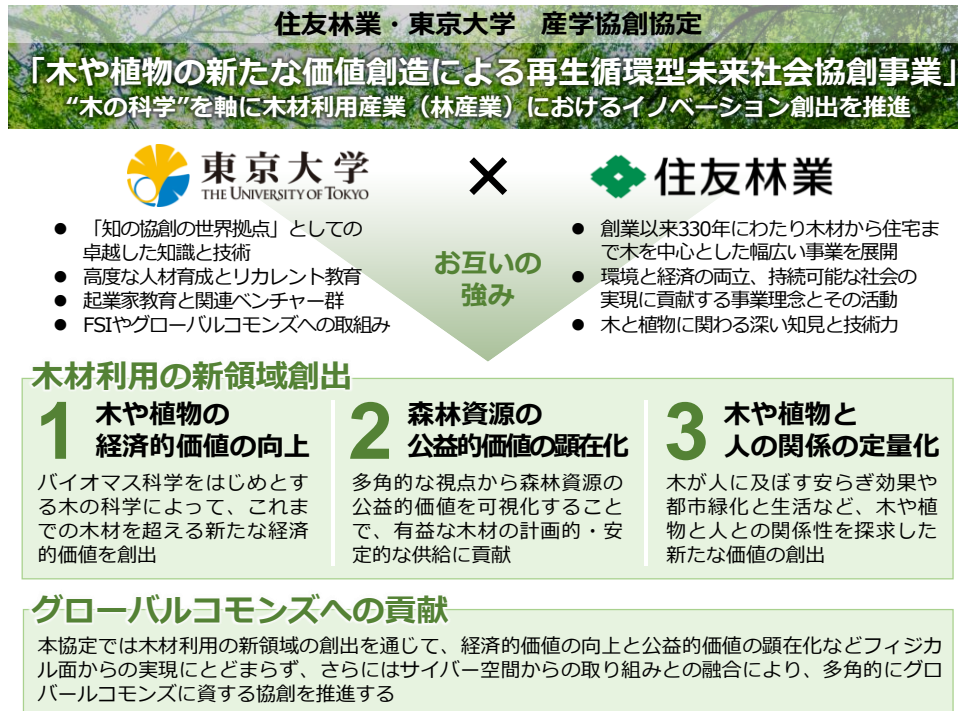 住友林業・東京大学　産学協創協定
「木や植物の新たな価値創造による再生循環型未来社会協創事業」
“木の科学”を軸に木材利用産業（林産業）におけるイノベーション創出を推進
東京大学
THE UNIVERSITY OF TOKYO
×
住友林業
● 「知の協創の世界拠点」としての
卓越した知識と技術
● 高度な人材育成とリカレント教育
● 起業家教育と関連ベンチャー群
● FSIやグローバルコモンズへの取組み
お互いの
強み
● 創業以来330年にわたり木材から住宅ま
で木を中心とした幅広い事業を展開
● 環境と経済の両立、持続可能な社会の
実現に貢献する事業理念とその活動
● 木と植物に関わる深い知見と技術力
木材利用の新領域創出
1 木や植物の
経済的価値の向上
バイオマス科学をはじめとす
る木の科学によって、これま
での木材を超える新たな経済
的価値を創出
2 森林資源の
公益的価値の顕在化
多角的な視点から森林資源の
公益的価値を可視化すること
で、有益な木材の計画的・安
定的な供給に貢献
3 木や植物と
人の関係の定量化
木が人に及ぼす安らぎ効果や
都市緑化と生活など、木や植
物と人との関係性を探求した
新たな価値の創出
グローバルコモンズへの貢献
本協定では木材利用の新領域の創出を通じて、経済的価値の向上と公益的価値の顕在化などフィジカ
ル面からの実現にとどまらず、さらにはサイバー空間からの取り組みとの融合により、多角的にグロ
バールコモンズに資する協創を推進する